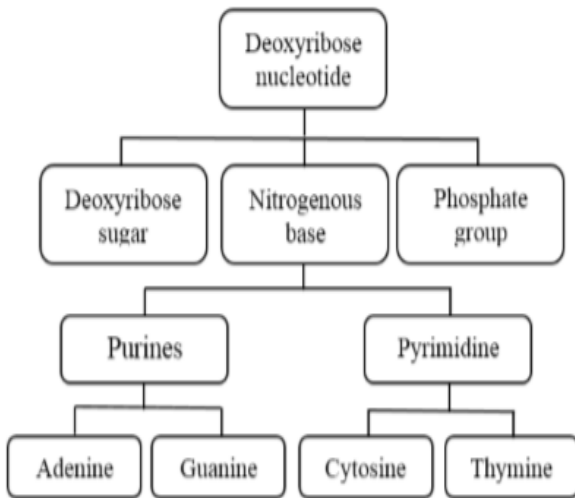 Deoxyribose
nucleotide
Deoxyribose
sugar
Nitrogenous
base
Phosphate
group
Purines
Pyrimidine
Adenine
Guanine
Cytosine
Thymine